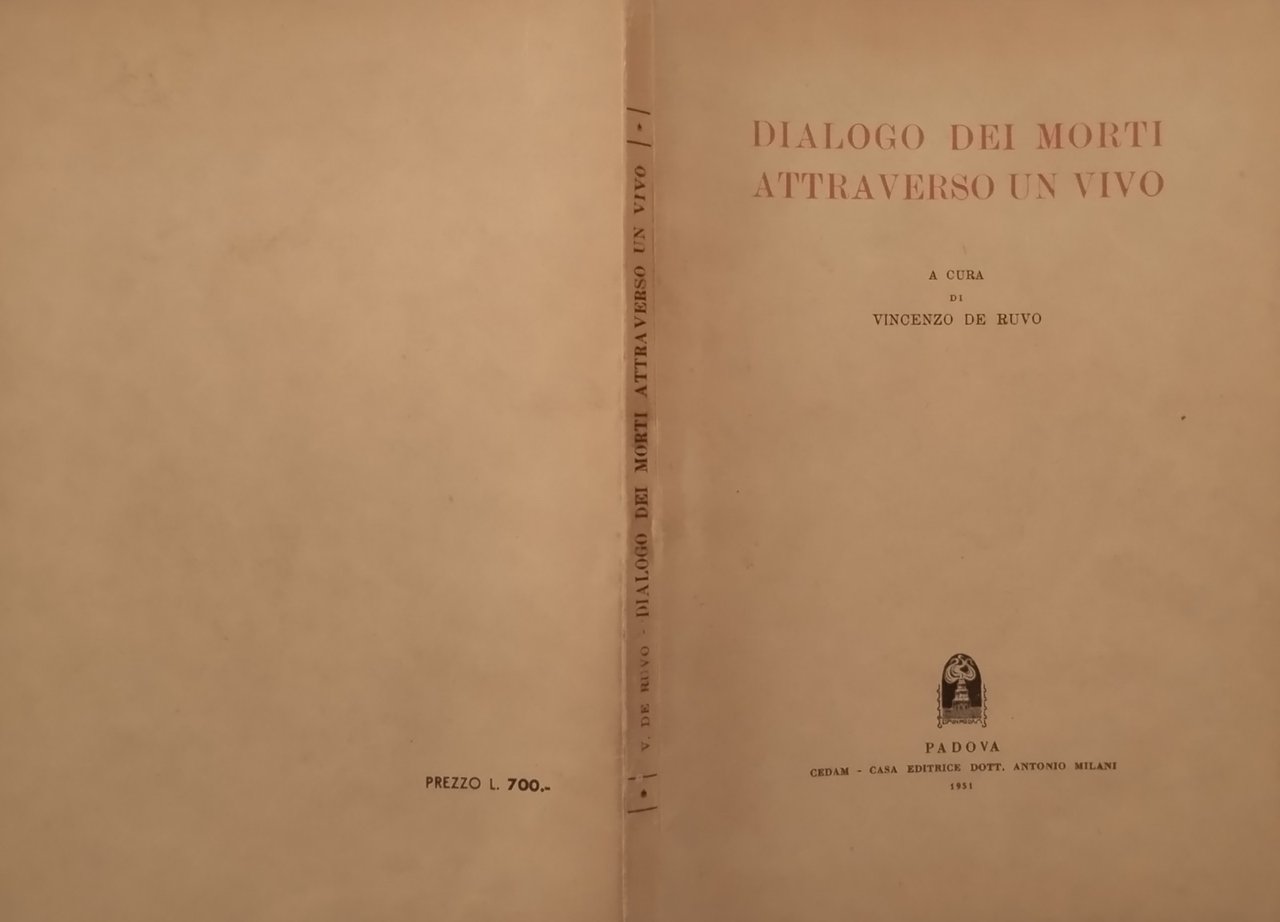 PREZZO L. 700.-
V. DE RUVO - DIALOGO DEI MORTI ATTRAVERSO UN VIVO
DIALOGO DEI MORTI
ATTRAVERSO UN VIVO
A CURA
DI
VINCENZO DE RUVO
PADOVA
CEDAM - CASA EDITRICE DOTT. ANTONIO MILANI
1951